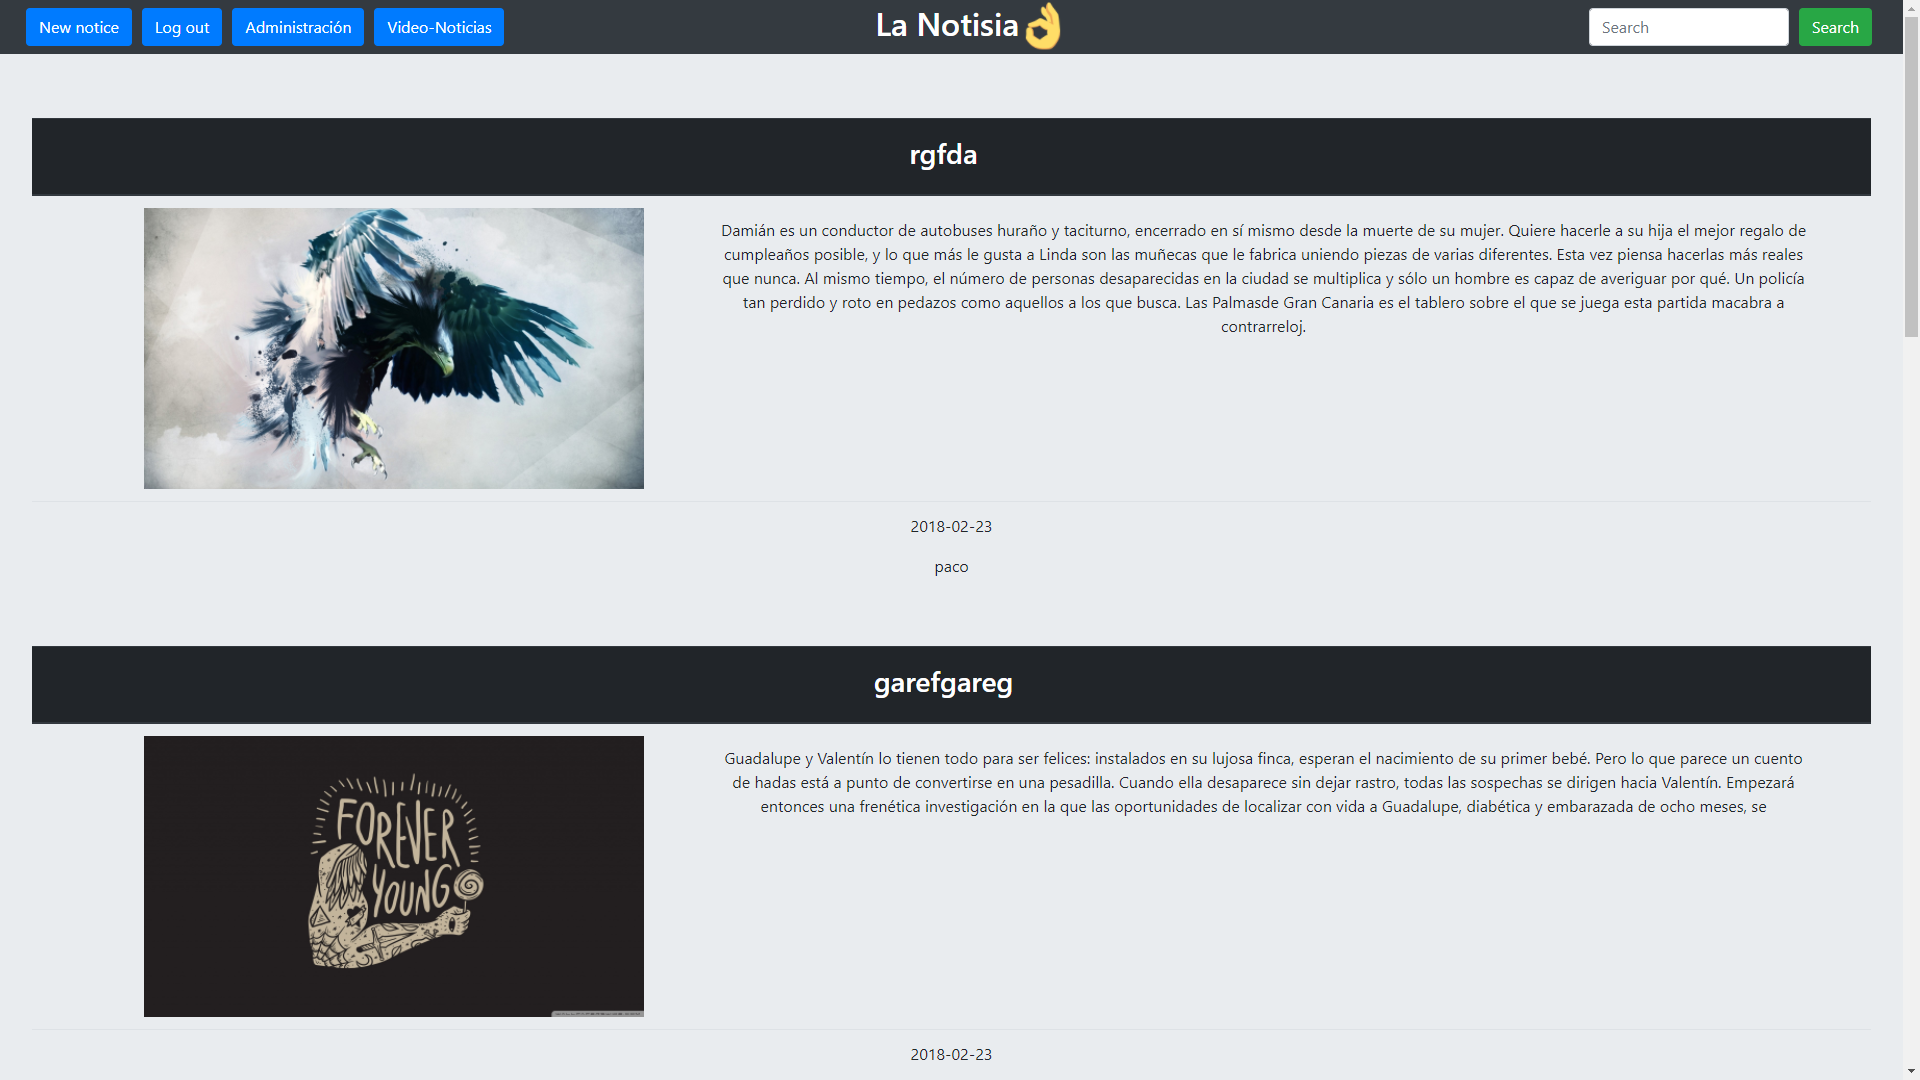 New notice Log out Administración Video-Noticias La Notisia👌 Search Search
rgfda
Damián es un conductor de autobuses huraño y taciturno, encerrado en sí mismo desde la muerte de su mujer. Quiere hacerle a su hija el mejor regalo de
cumpleaños posible, y lo que más le gusta a Linda son las muñecas que le fabrica uniendo piezas de varias diferentes. Esta vez piensa hacerlas más reales
que nunca. Al mismo tiempo, el número de personas desaparecidas en la ciudad se multiplica y sólo un hombre es capaz de averiguar por qué. Un policía
tan perdido y roto en pedazos como aquellos a los que busca. Las Palmasde Gran Canaria es el tablero sobre el que se juega esta partida macabra a
contrarreloj.
2018-02-23
paco
garefgareg
FOREVER
YOUNG
Guadalupe y Valentín lo tienen todo para ser felices: instalados en su lujosa finca, esperan el nacimiento de su primer bebé. Pero lo que parece un cuento
de hadas está a punto de convertirse en una pesadilla. Cuando ella desaparece sin dejar rastro, todas las sospechas se dirigen hacia Valentín. Empezará
entonces una frenética investigación en la que las oportunidades de localizar con vida a Guadalupe, diabética y embarazada de ocho meses, se
2018-02-23